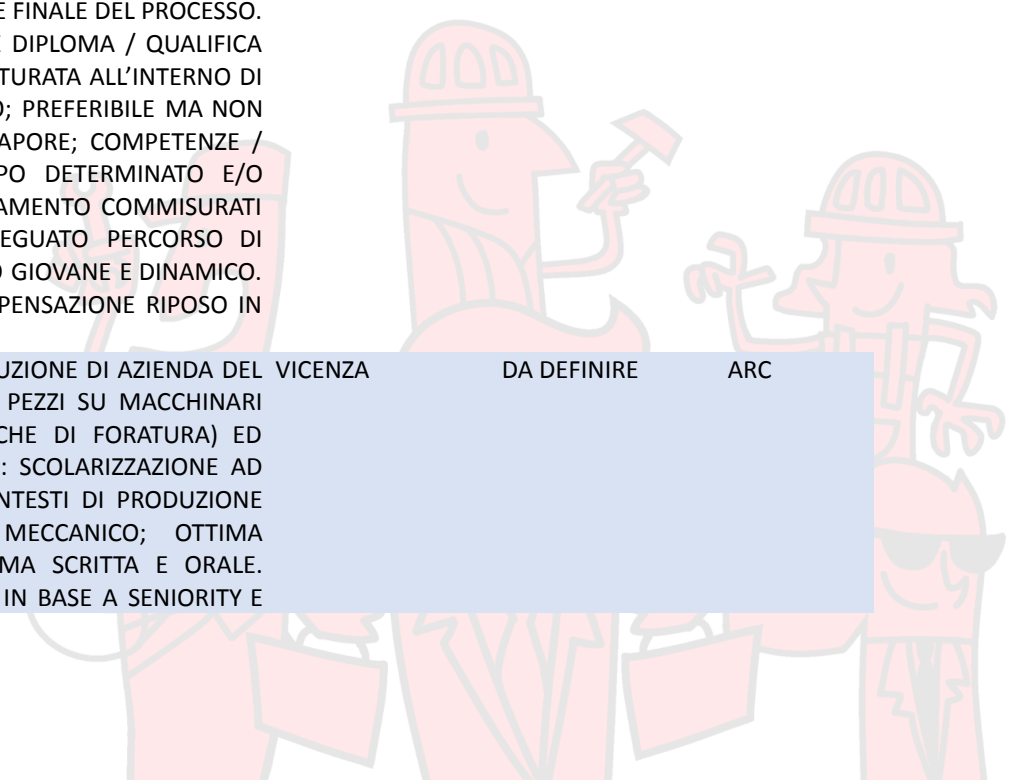 E FINALE DEL PROCESSO.
DIPLOMA / QUALIFICA
TURATA ALL'INTERNO DI
O; PREFERIBILE MA NON
APORE; COMPETENZE /
PO DETERMINATO E/O
AMENTO COMMISURATI
EGUATO PERCORSO DI
O GIOVANE E DINAMICO.
PENSAZIONE RIPOSO IN
UZIONE DI AZIENDA DEL VICENZA DA DEFINIRE ARC
PEZZI SU MACCHINARI
CHE DI FORATURA) ED
: SCOLARIZZAZIONE AD
NTESTI DI PRODUZIONE
MECCANICO; OTTIMA
MA SCRITTA E ORALE.
IN BASE A SENIORITY E